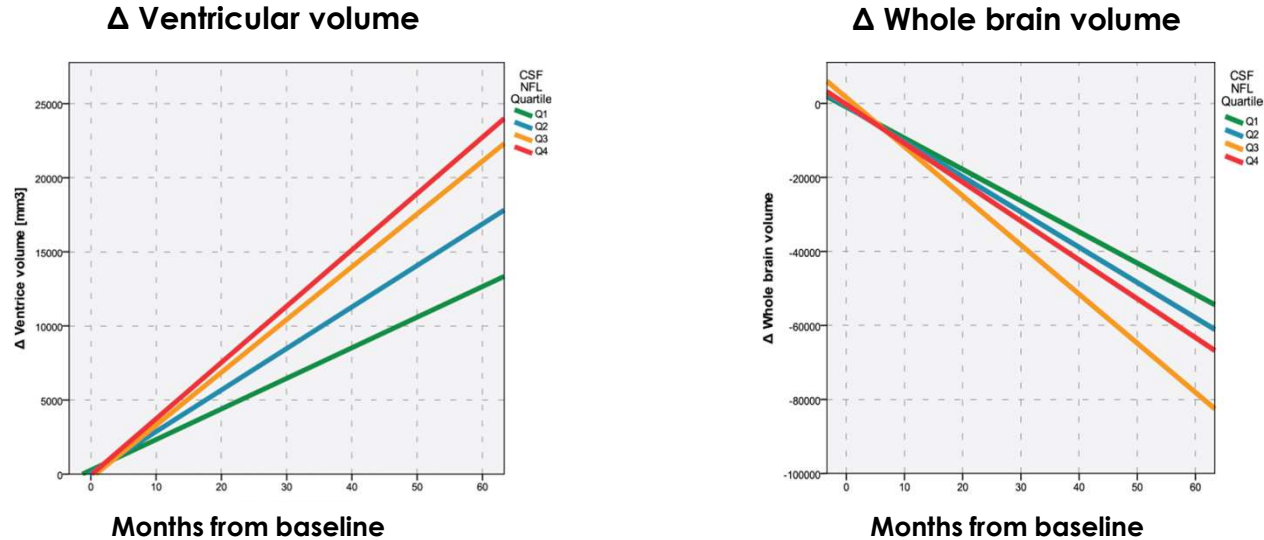 Δ Ventricular volume
Δ Ventrice volume [mm3]
25000
20000
15000
10000
5000
0
0 10 20 30 40 50 60
Months from baseline
CSF
NFL
Quartile
Q1
Q2
Q3
Q4
Δ Whole brain volume
Δ Whole brain volume
0
-20000
-40000
-60000
-80000
-100000
0 10 20 30 40 50 60
Months from baseline
CSF
NFL
Quartile
Q1
Q2
Q3
Q4